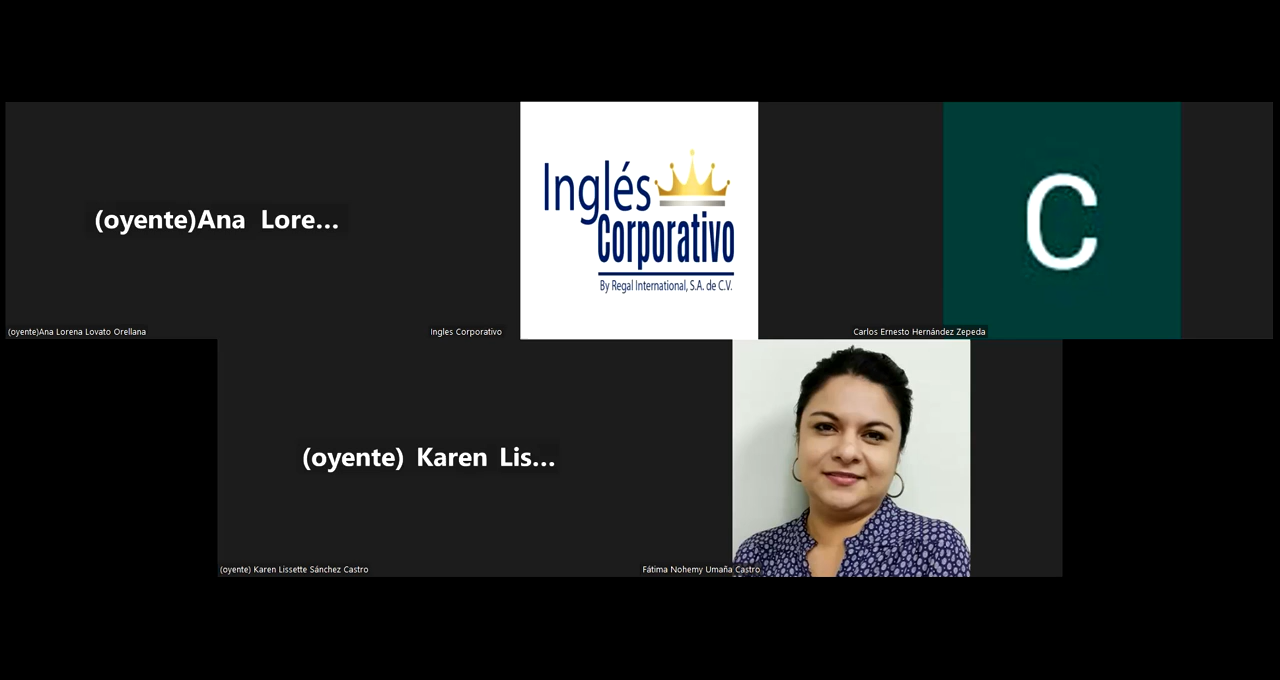 (oyente)Ana Lore...
Inglés
Corporativo
By Regal International, S.A. de C.V.
C
(oyente)Ana Lorena Lovato Orellana
Ingles Corporativo
Carlos Ernesto Hernández Zepeda
(oyente) Karen Lis...
(oyente) Karen Lissette Sánchez Castro
Fátima Nohemy Umaña Castro